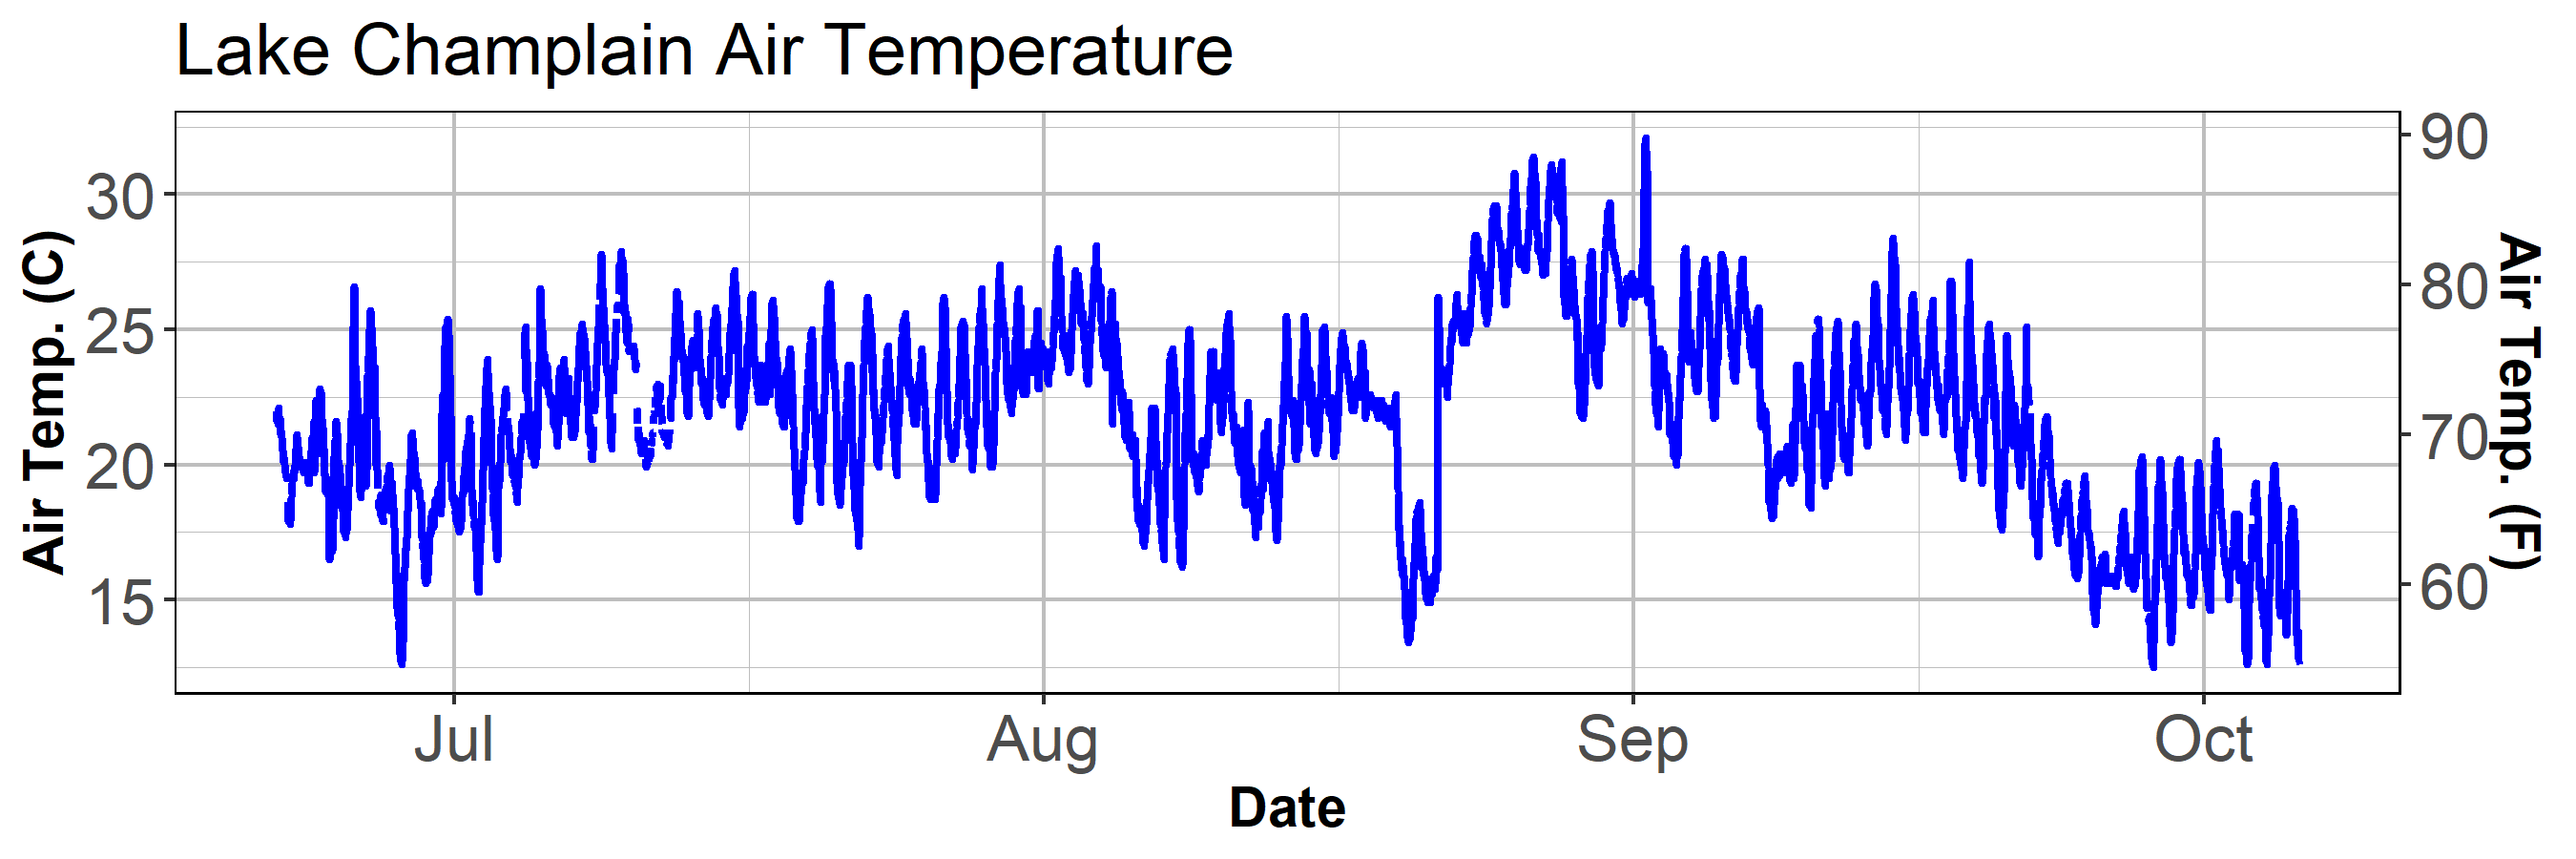 Lake Champlain Air Temperature
Air Temp. (C)
30
25
20
15
90
80
70
60
Air Temp. (F)
Jul Aug Sep Oct
Date